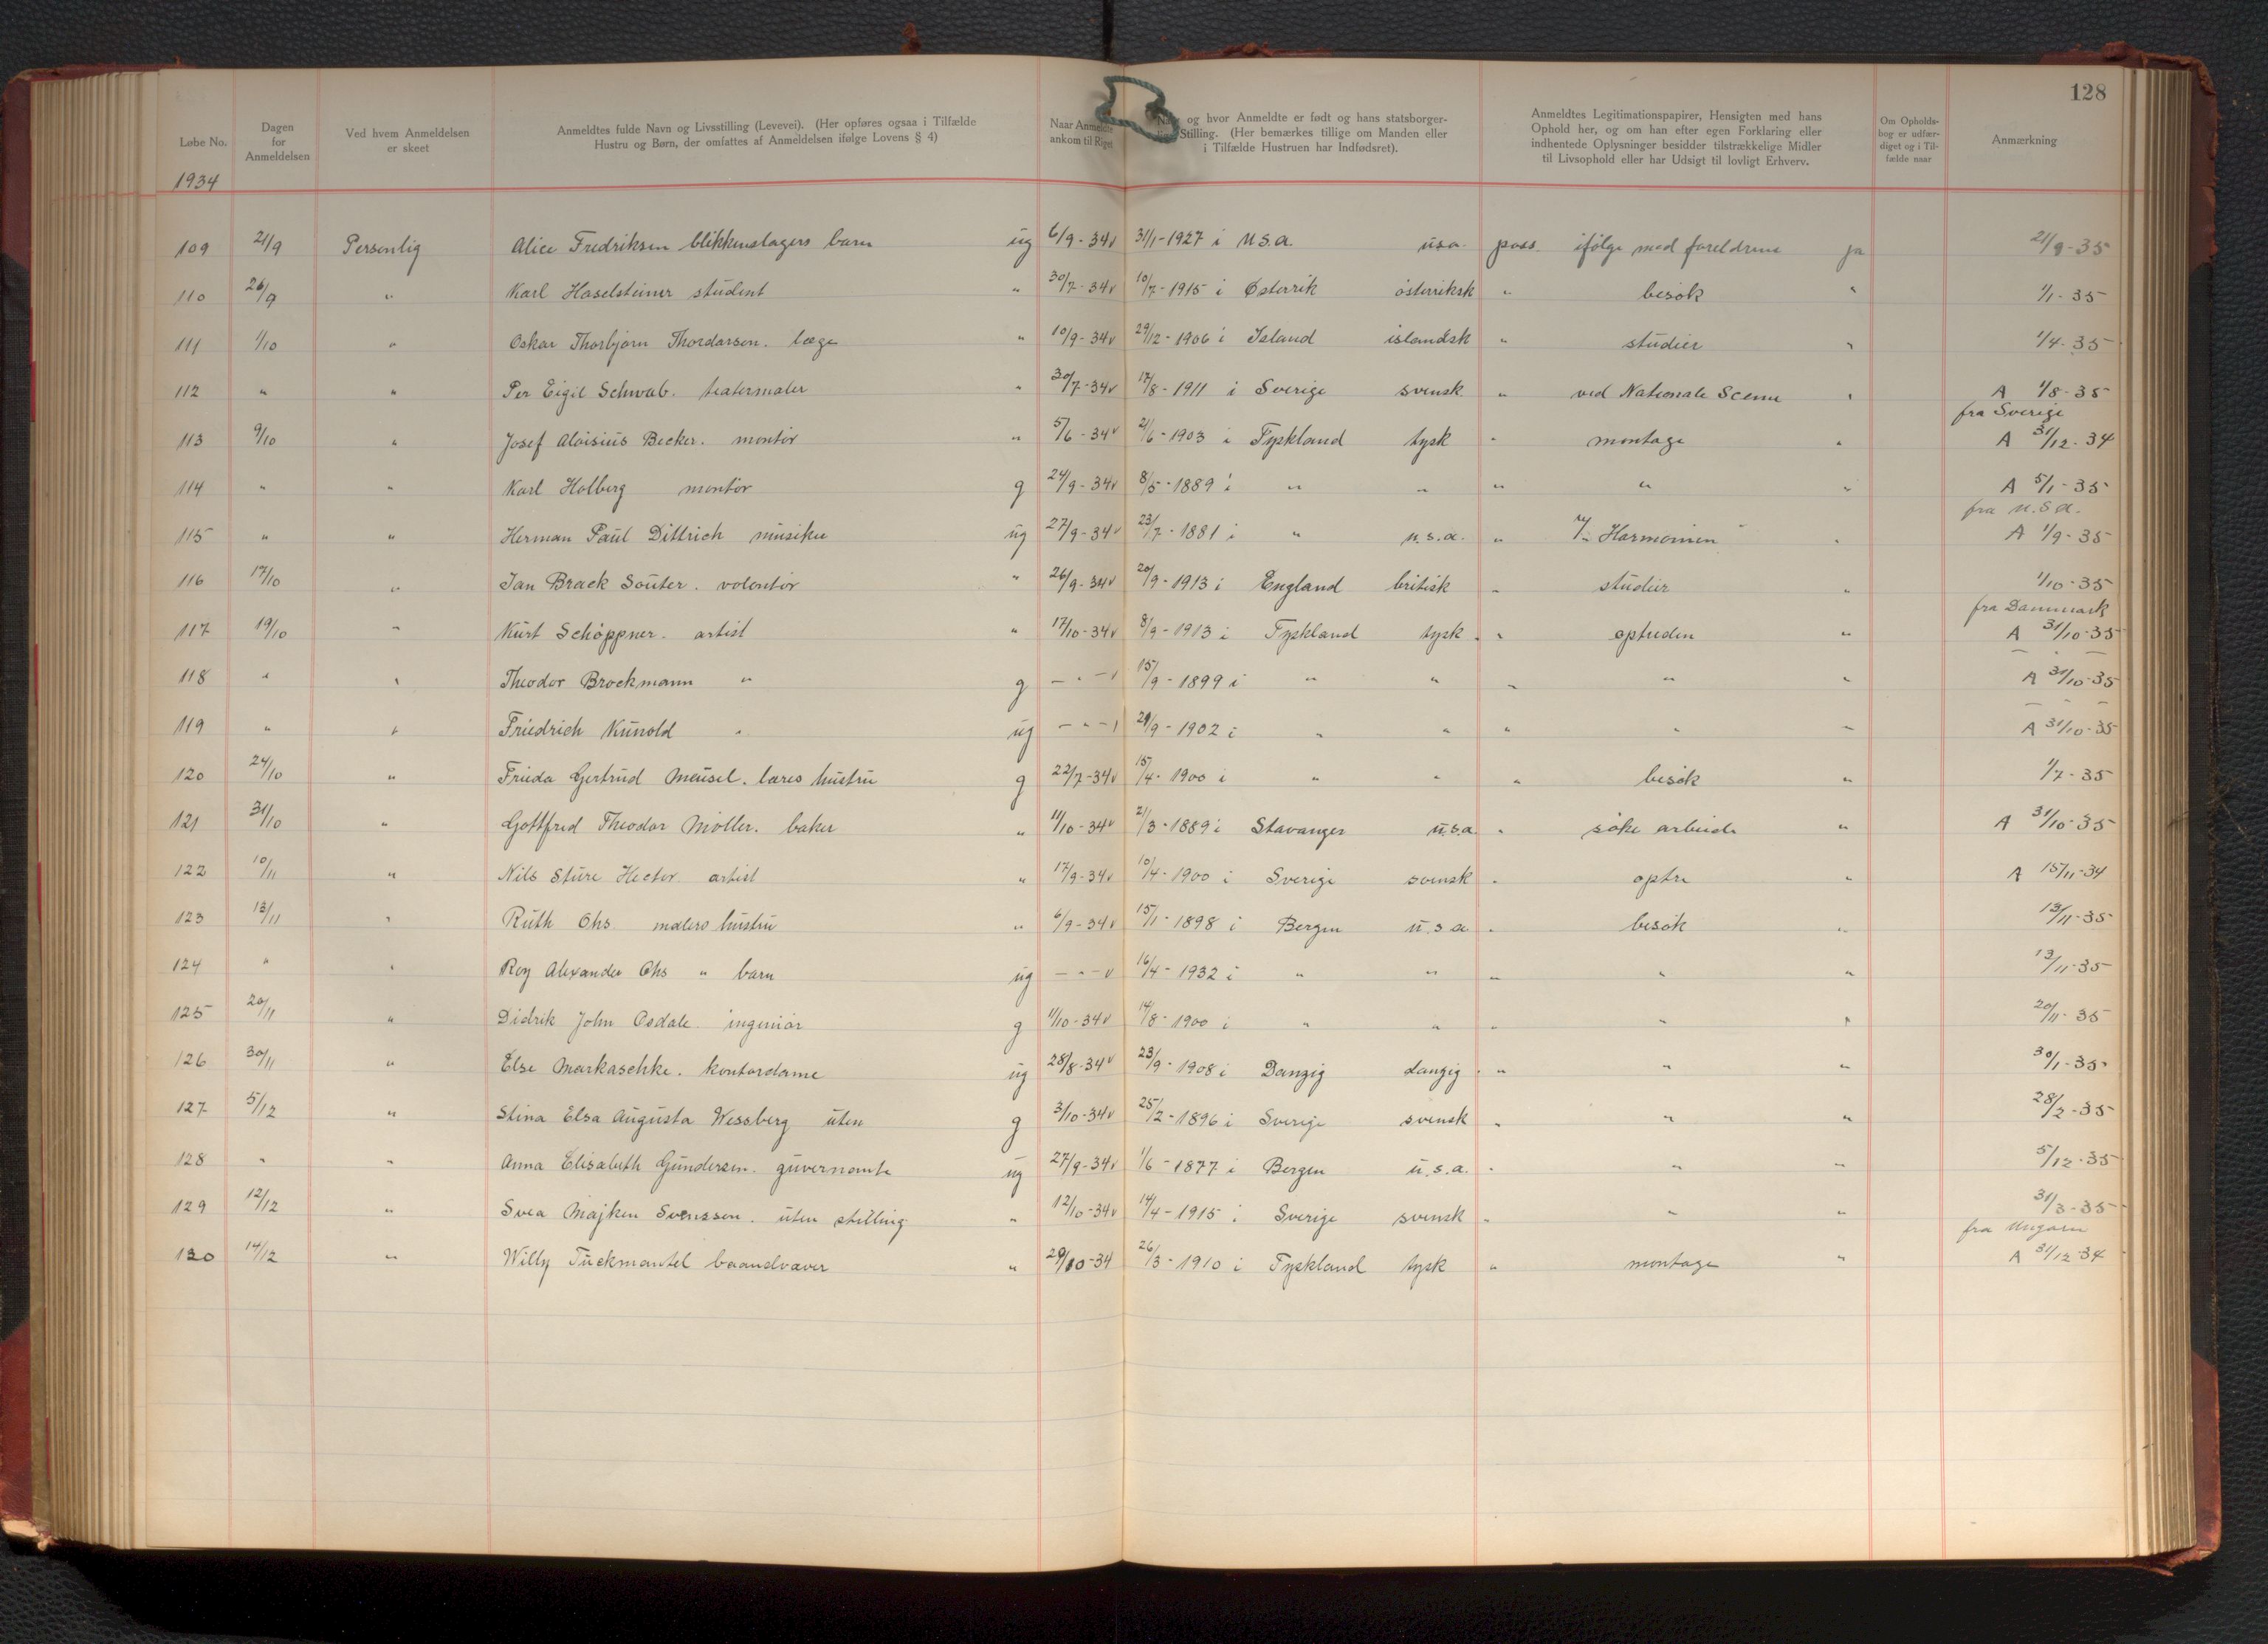 128
Løbe No.
Dagen for Anmeldelsen
Ved hvem Anmeldelsen er skeet
Anmeldtes fulde Navn og Livsstilling (Levevei). (Her opføres ogsaa i Tilfælde Hustru og Børn, der omfattes af Anmeldelsen ifølge Lovens § 4)
Naar Anmeldte ankom til Riget
og hvor Anmeldte er født og hans statsborger- Stilling. (Her bemærkes tillige om Manden eller i Tilfælde Hustruen har Indfødsret).
Anmeldtes Legitimationspapirer, Hensigten med hans Ophold her, og om han efter egen Forklaring eller indhentede Oplysninger besidder tilstrækkelige Midler til Livsophold eller har Udsigt til lovligt Erhverv.
Om Opholds- bog er udfær- diget og i Til- fælde naar
Anmærkning
1934
109 21/9 Personlig Alice Fredriksen blikkenslagers barn ug 6/9-34 v 31/1-1927 i U.S.a. usa. pass. ifølge med foreldrene ja 21/9-35
110 26/9 " Karl Haselsteiner student " 30/7-34 v 10/7-1915 i Østerrik østerriksk " besøk " 1/1-35
111 1/10 " Oskar Thorbjørn Thordarson. læge " 10/9-34 v 29/12-1906 i Island islandsk " studier " 1/4-35
112 " " Per Eigil Schwab. teatermaler " 30/7-34 v 17/8-1911 i Sverige svensk " ved Nationale Scene " A 1/8-35
fra Sverige
113 9/10 " Josef Aloisius Becker. montør " 5/6-34 v 21/6-1903 i Tyskland tysk " montage " A 31/12-34
114 " " Karl Holberg montør g 24/9-34 v 8/5-1889 i " " " " " A 5/1-35
fra U.S.a.
115 " " Herman Paul Dittrich musiker ug 27/9-34 v 23/7-1881 i " u.s.a. " Harmonien " A 1/9-35
116 17/10 " Ian Brack Souter. volontør " 26/9-34 v 20/9-1913 i England britisk " studier " 1/10-35
fra Danmark
117 19/10 " Kurt Schöppner. artist " 17/10-34 v 8/9-1913 i Tyskland tysk " optreden " A 31/10-35
118 " " Theodor Brockmann " g - " - 15/9-1899 i " " " " " A 31/10-35
119 " " Friedrich Kunold " ug - " - 29/9-1902 i " " " " " A 31/10-35
120 24/10 " Frieda Gertrud Meusel. lærers hustru g 22/7-34 v 15/4-1900 i " " " besøk " 1/7-35
121 31/10 " Gottfred Theodor Møller. baker " 11/10-34 v 21/3-1889 i Stavanger u.s.a. " søke arbeide " A 31/10-35
122 10/11 " Nils Sture Hector. artist " 17/9-34 v 10/4-1900 i Sverige svensk " optre " A 15/11-34
123 13/11 " Ruth Ohs malers hustru " 6/9-34 v 15/1-1898 i Bergen u.s.a " besøk " 13/11-35
124 " " Roy Alexander Ohs " barn ug - " - v 16/4-1932 i " " " " " 13/11-35
125 20/11 " Didrik John Osdale. ingeniør g 11/10-34 v 14/8-1900 i " " " " " 20/11-35
126 30/11 " Else Markaschke. kontordame ug 28/8-34 v 23/9-1908 i Danzig danzig " " " 30/1-35
127 5/12 " Stina Elsa Augusta Wessberg uten g 3/10-34 v 25/2-1896 i Sverige svensk " " " 28/2-35
128 " " Anna Elisabeth Gundersen. guvernante ug 27/9-34 v 1/6-1877 i Bergen u.s.a. " " " 5/12-35
129 12/12 " Svea Majken Svensson. uten stilling " 12/10-34 v 14/4-1915 i Sverige svensk " " " 31/3-35
fra Ungarn
130 14/12 " Willy Tuckmantel baandvæver " 29/10-34 26/3-1910 i Tyskland tysk " montage " A 31/12-34